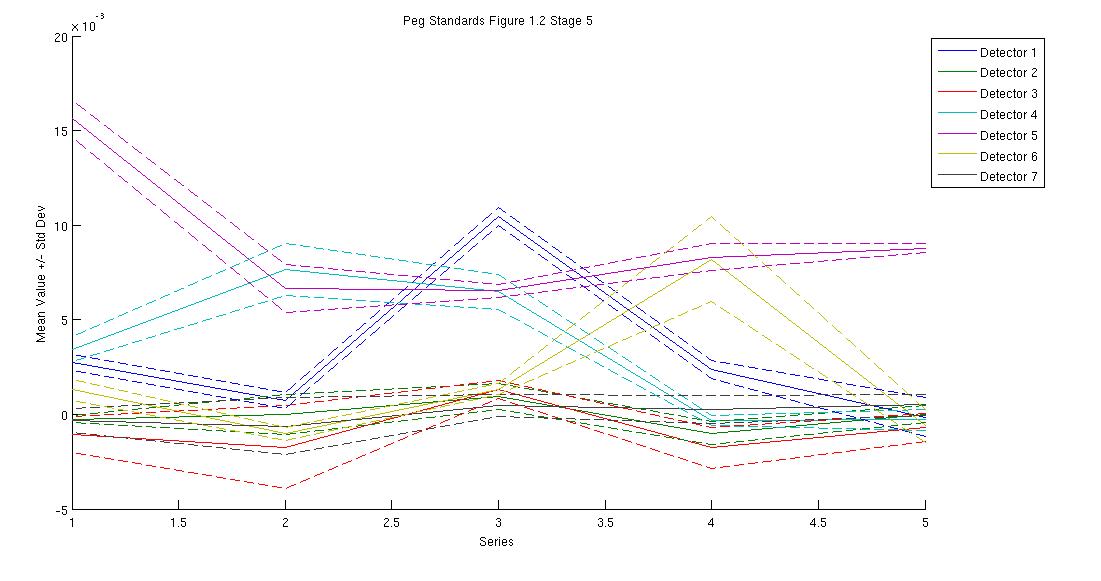 Peg Standards Figure 1.2 Stage 5
× 10⁻³
20
15
10
5
0
-5
Mean Value +/- Std Dev
1 1.5 2 2.5 3 3.5 4 4.5 5
Series
Detector 1
Detector 2
Detector 3
Detector 4
Detector 5
Detector 6
Detector 7